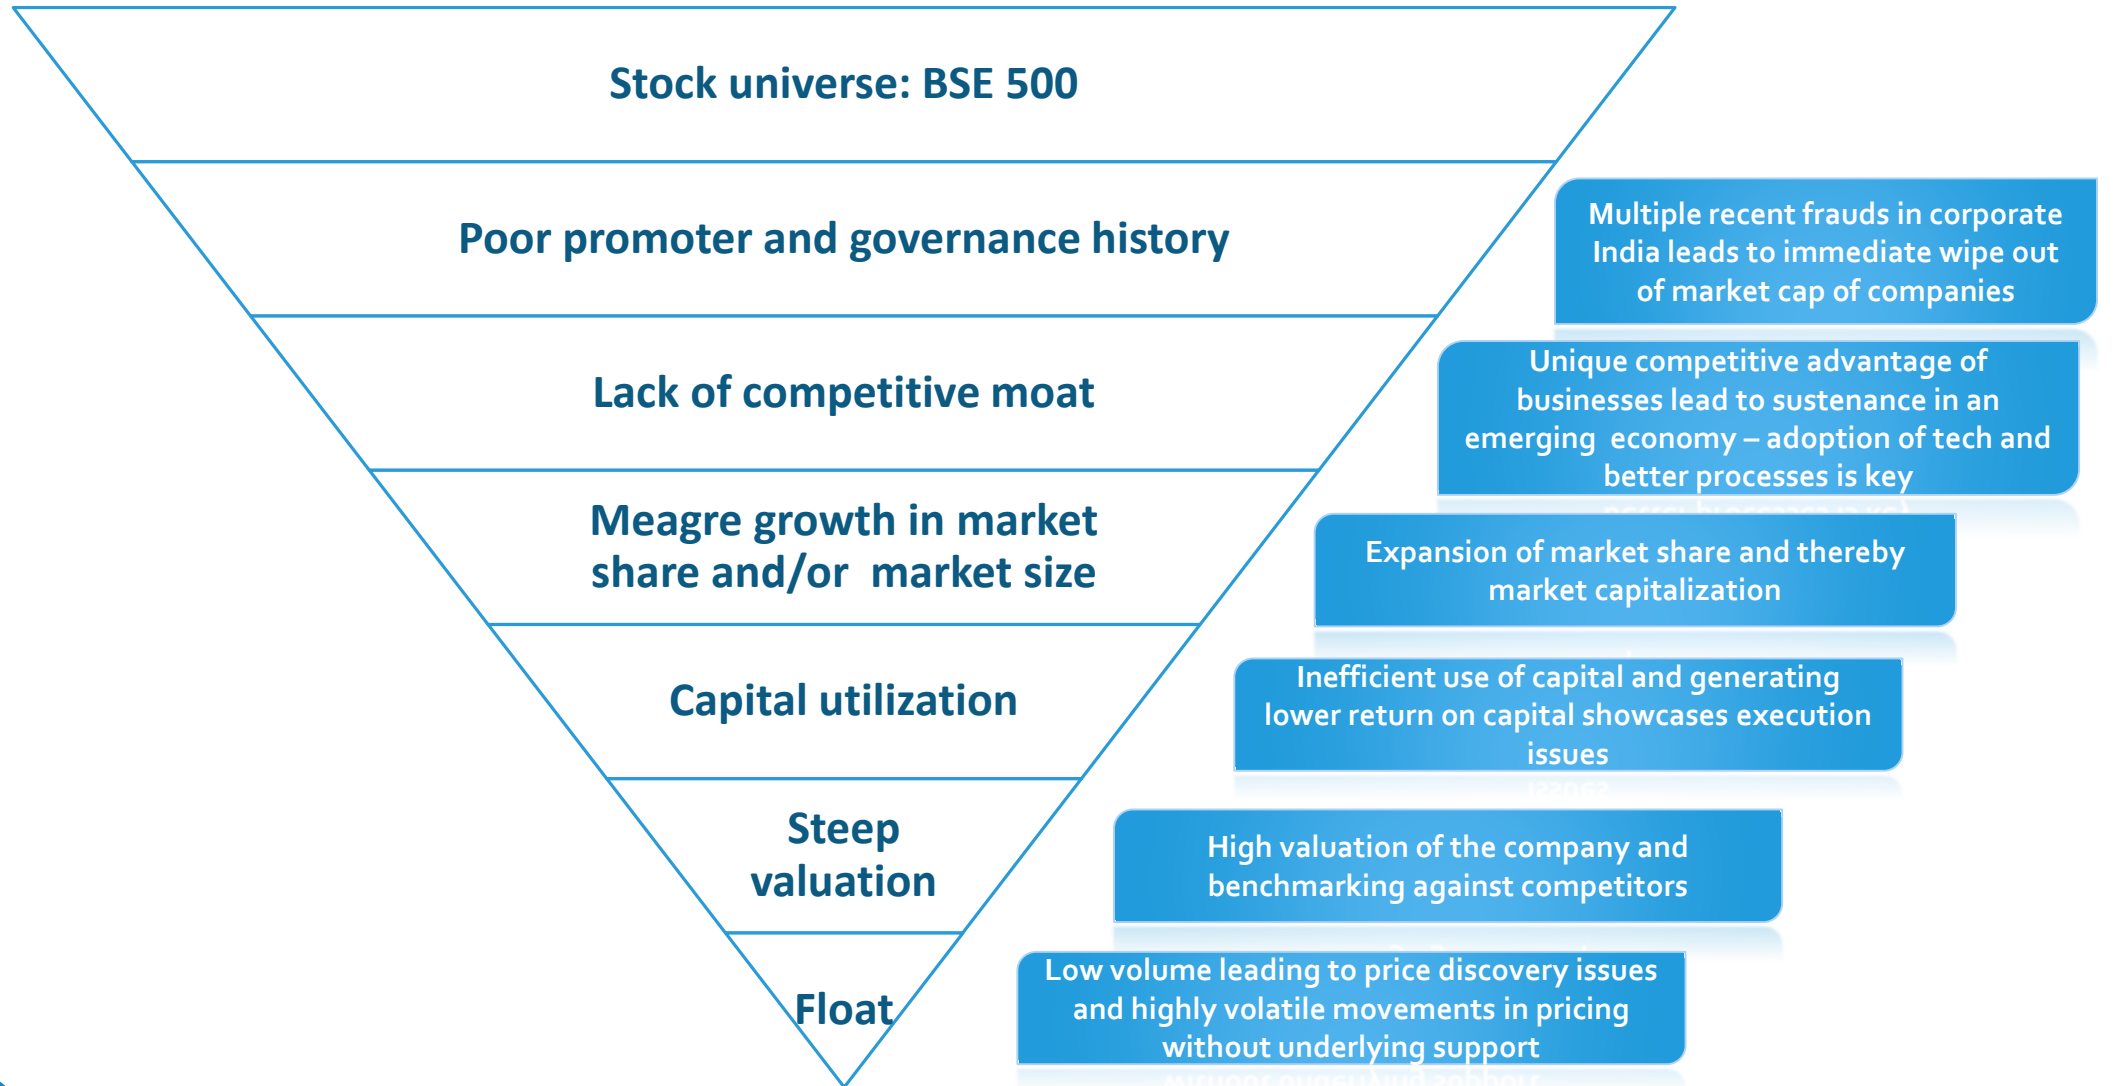 Stock universe: BSE 500
Poor promoter and governance history
Multiple recent frauds in corporate
India leads to immediate wipe out
of market cap of companies
Lack of competitive moat
Unique competitive advantage of
businesses lead to sustenance in an
emerging  economy – adoption of tech and
better processes is key
Meagre growth in market
share and/or  market size
Expansion of market share and thereby
market capitalization
Capital utilization
Inefficient use of capital and generating
lower return on capital showcases execution
issues
Steep
valuation
High valuation of the company and
benchmarking against competitors
Float
Low volume leading to price discovery issues
and highly volatile movements in pricing
without underlying support